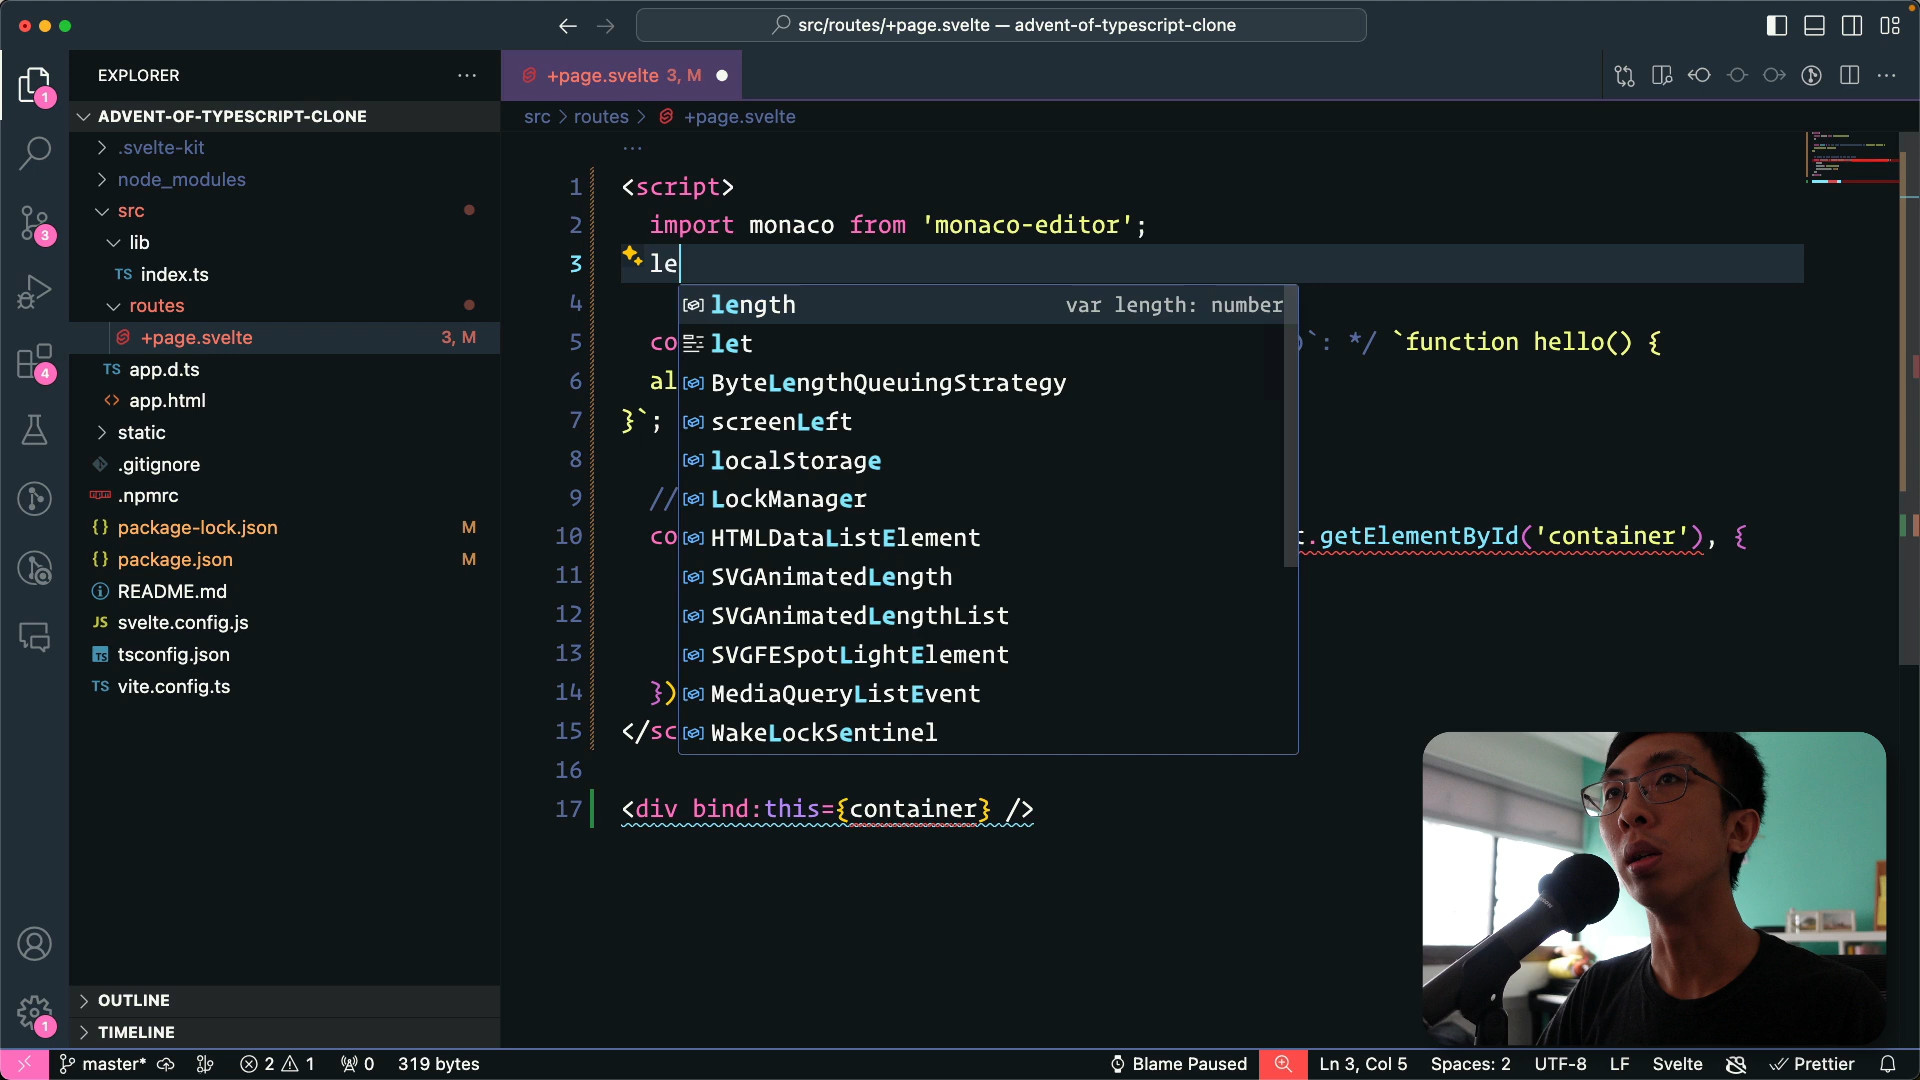 src/routes/+page.svelte — advent-of-typescript-clone
EXPLORER
+page.svelte 3, M
ADVENT-OF-TYPESCRIPT-CLONE
src > routes > +page.svelte
.svelte-kit
node_modules
src
lib
TS index.ts
routes
+page.svelte 3, M
TS app.d.ts
<> app.html
static
.gitignore
npm .npmrc
{} package-lock.json M
{} package.json M
README.md
JS svelte.config.js
TS tsconfig.json
TS vite.config.ts
OUTLINE
TIMELINE
1
3
4
1
1 <script>
2 import monaco from 'monaco-editor';
3 le
4
5 co `: */ `function hello() {
6 al
7 }`;
8
9 //
10 co t.getElementById('container'), {
11
12
13
14 })
15 </sc
16
17 <div bind:this={container} />
length var length: number
let
ByteLengthQueuingStrategy
screenLeft
localStorage
LockManager
HTMLDataListElement
SVGAnimatedLength
SVGAnimatedLengthList
SVGFESpotLightElement
MediaQueryListEvent
WakeLockSentinel
master* 2 1 0 319 bytes Blame Paused Ln 3, Col 5 Spaces: 2 UTF-8 LF Svelte Prettier